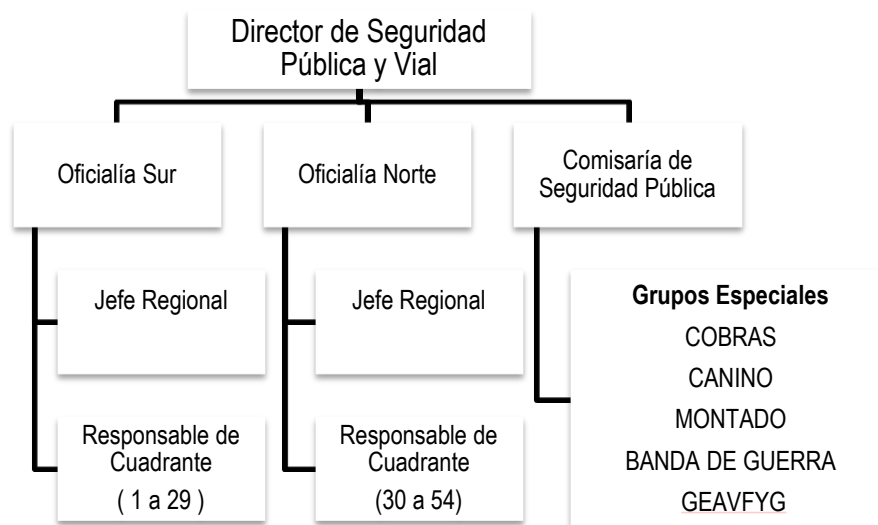 Director de Seguridad
Pública y Vial
Oficialía Sur
Oficialía Norte
Comisaría de
Seguridad Pública
Jefe Regional
Jefe Regional
Grupos Especiales
COBRAS
CANINO
MONTADO
BANDA DE GUERRA
GEAVFYG
Responsable de
Cuadrante
( 1 a 29 )
Responsable de
Cuadrante
(30 a 54)